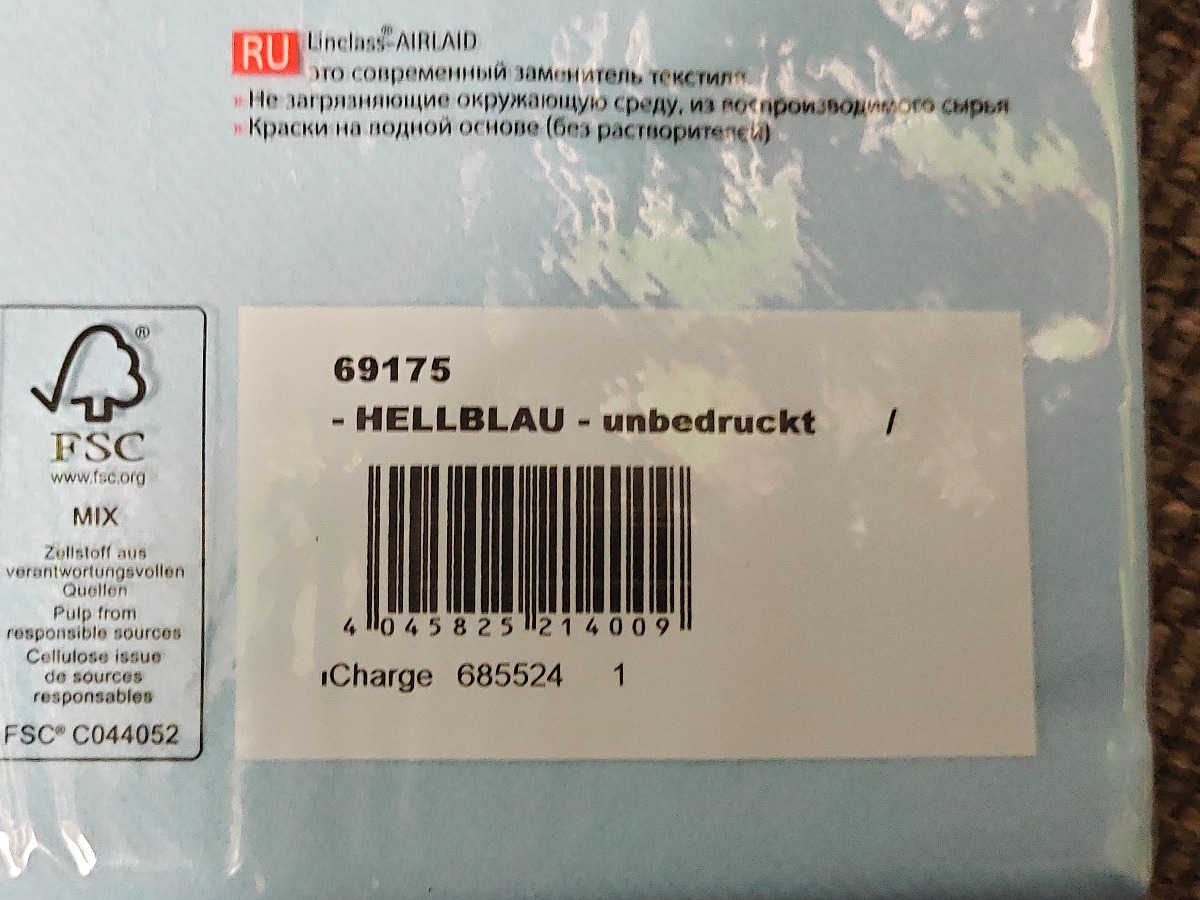 RU Linclass®-AIRLAID
это современный заменитель текстиля
» Не загрязняющие окружающую среду, из воспроизводимого сырья
» Краски на водной основе (без растворителей)
®
FSC
www.fsc.org
MIX
Zellstoff aus
verantwortungsvollen
Quellen
Pulp from
responsible sources
Cellulose issue
de sources
responsables
FSC® C044052
69175
- HELLBLAU - unbedruckt /
4 045825 214009
Charge 685524 1